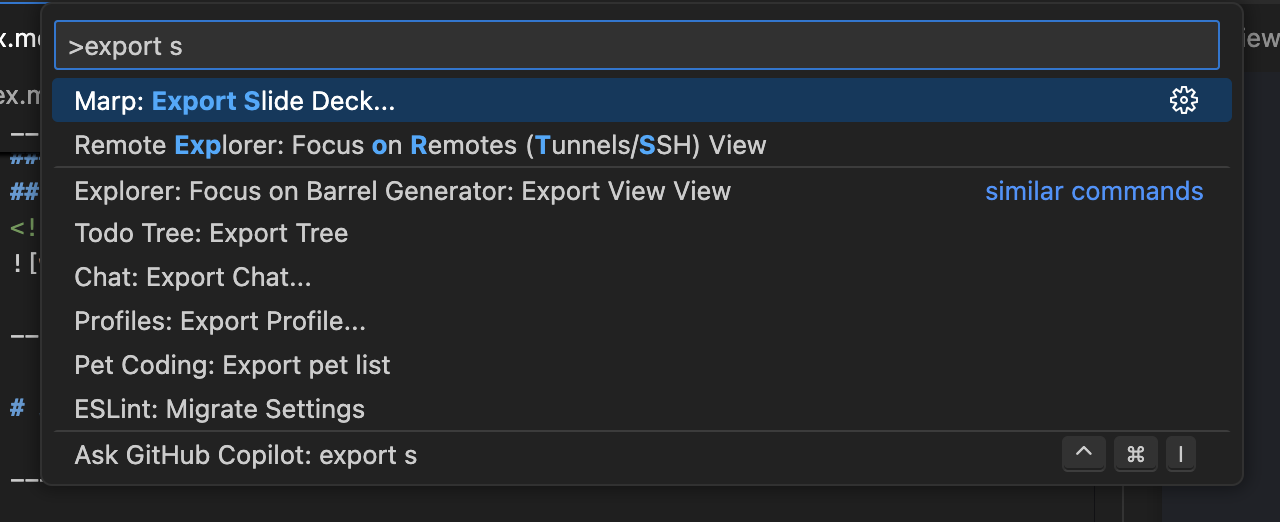 >export s
Marp: Export Slide Deck...
Remote Explorer: Focus on Remotes (Tunnels/SSH) View
Explorer: Focus on Barrel Generator: Export View View
similar commands
Todo Tree: Export Tree
Chat: Export Chat...
Profiles: Export Profile...
Pet Coding: Export pet list
ESLint: Migrate Settings
Ask GitHub Copilot: export s
^ ⌘ I
##
<!
![
#